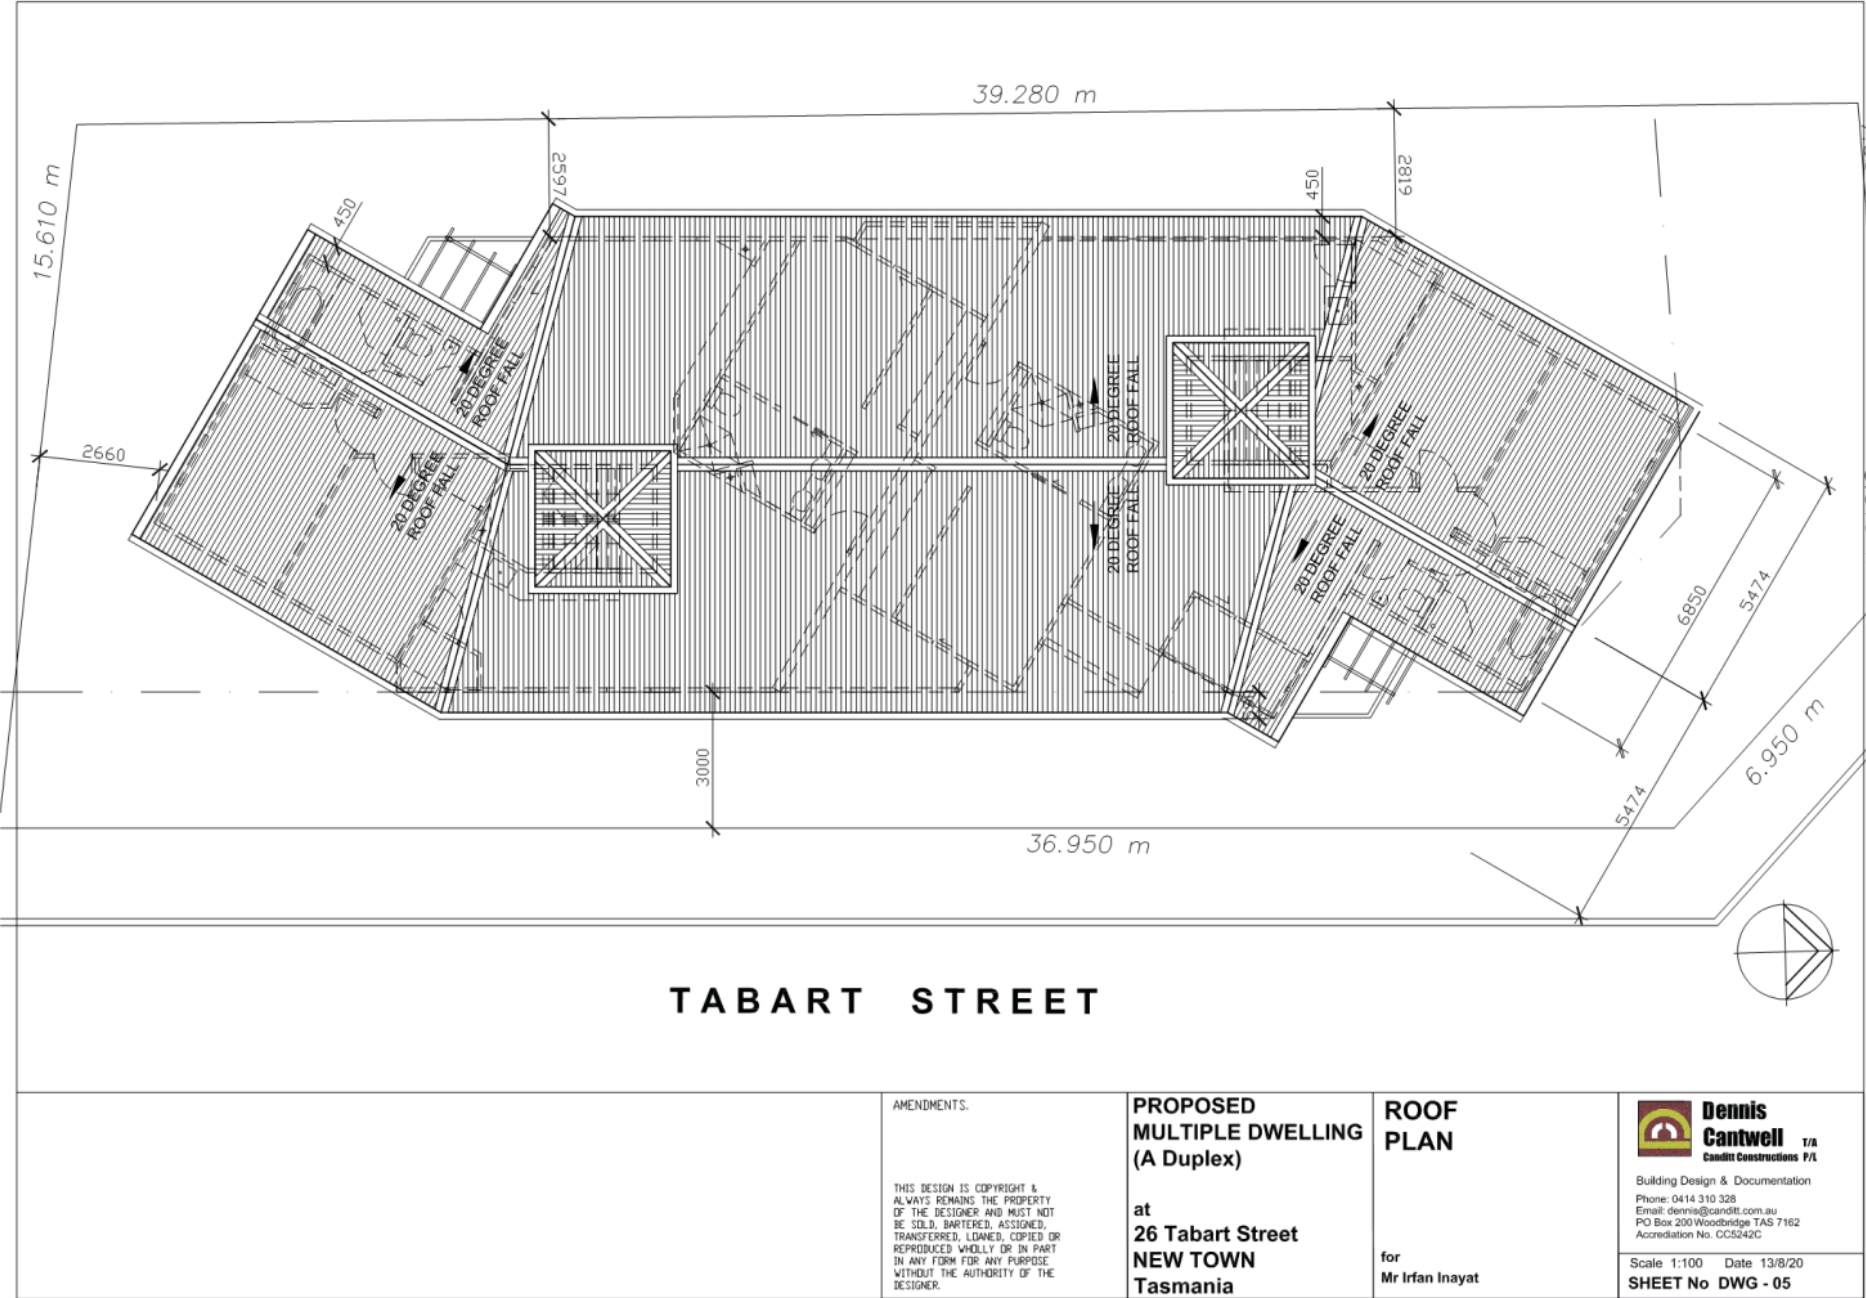 39.280 m
15.610 m
2597
2819
450
450
20 DEGREE
ROOF FALL
20 DEGREE
ROOF FALL
20 DEGREE
ROOF FALL
20 DEGREE
ROOF FALL
20 DEGREE
ROOF FALL
20 DEGREE
ROOF FALL
2660
6850
5474
5474
3000
6.950 m
36.950 m
TABART STREET
AMENDMENTS.
THIS DESIGN IS COPYRIGHT &
ALWAYS REMAINS THE PROPERTY
OF THE DESIGNER AND MUST NOT
BE SOLD, BARTERED, ASSIGNED,
TRANSFERRED, LOANED, COPIED OR
REPRODUCED WHOLLY OR IN PART
IN ANY FORM FOR ANY PURPOSE
WITHOUT THE AUTHORITY OF THE
DESIGNER.
PROPOSED
MULTIPLE DWELLING
(A Duplex)
at
26 Tabart Street
NEW TOWN
Tasmania
ROOF
PLAN
for
Mr Irfan Inayat
Dennis
Cantwell T/A
Canditt Constructions P/L
Building Design & Documentation
Phone: 0414 310 328
Email: dennis@canditt.com.au
PO Box 200 Woodbridge TAS 7162
Accrediation No. CC5242C
Scale 1:100 Date 13/8/20
SHEET No DWG - 05